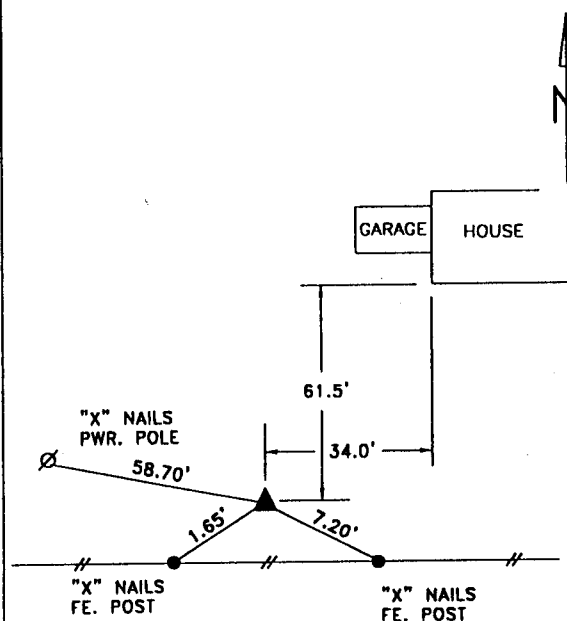 N
GARAGE
HOUSE
61.5'
"X" NAILS
PWR. POLE
34.0'
58.70'
1.65'
7.20'
"X" NAILS
FE. POST
"X" NAILS
FE. POST